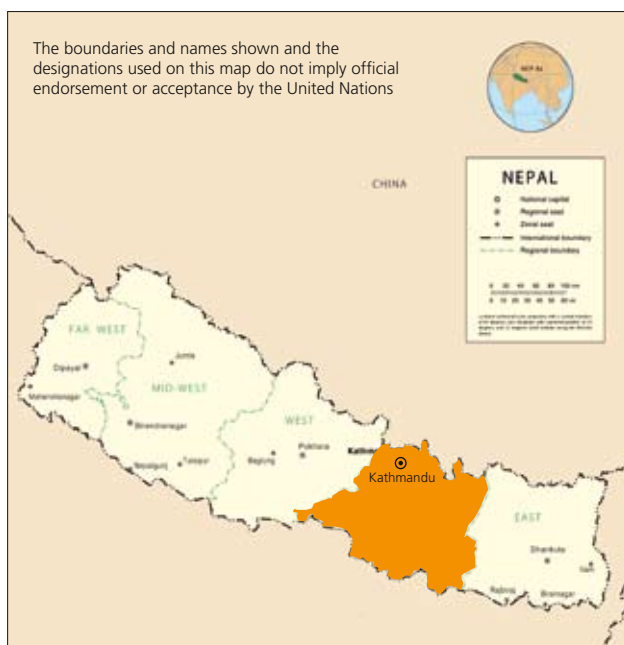 The boundaries and names shown and the
designations used on this map do not imply official
endorsement or acceptance by the United Nations
NEPAL
CHINA
NEPAL
National capital
Regional seat
Zonal seat
International boundary
Regional boundary
FAR WEST
Dipayal
Jumla
Mahendranagar
MID-WEST
Birendranagar
WEST
Nepalgunj
Tulsipur
Baglung
Pokhara
Kathm
Kathmandu
EAST
Dhankuta
Ilam
Rajbiraj
Biratnagar